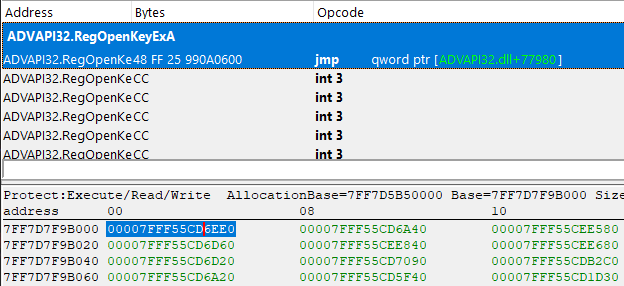 Address Bytes Opcode
ADVAPI32.RegOpenKeyExA
ADVAPI32.RegOpenKe 48 FF 25 990A0600 jmp qword ptr [ADVAPI32.dll+77980]
ADVAPI32.RegOpenKe CC int 3
ADVAPI32.RegOpenKe CC int 3
ADVAPI32.RegOpenKe CC int 3
ADVAPI32.RegOpenKe CC int 3
ADVAPI32.RegOpenKe CC int 3
Protect:Execute/Read/Write AllocationBase=7FF7D5B50000 Base=7FF7D7F9B000 Size
address 00 08 10
7FF7D7F9B000 00007FFF55CD6EE0 00007FFF55CD6A40 00007FFF55CEE580
7FF7D7F9B020 00007FFF55CD6D60 00007FFF55CEE840 00007FFF55CEE680
7FF7D7F9B040 00007FFF55CD6D20 00007FFF55CD7090 00007FFF55CDB2C0
7FF7D7F9B060 00007FFF55CD6A20 00007FFF55CD5F40 00007FFF55CD1D30